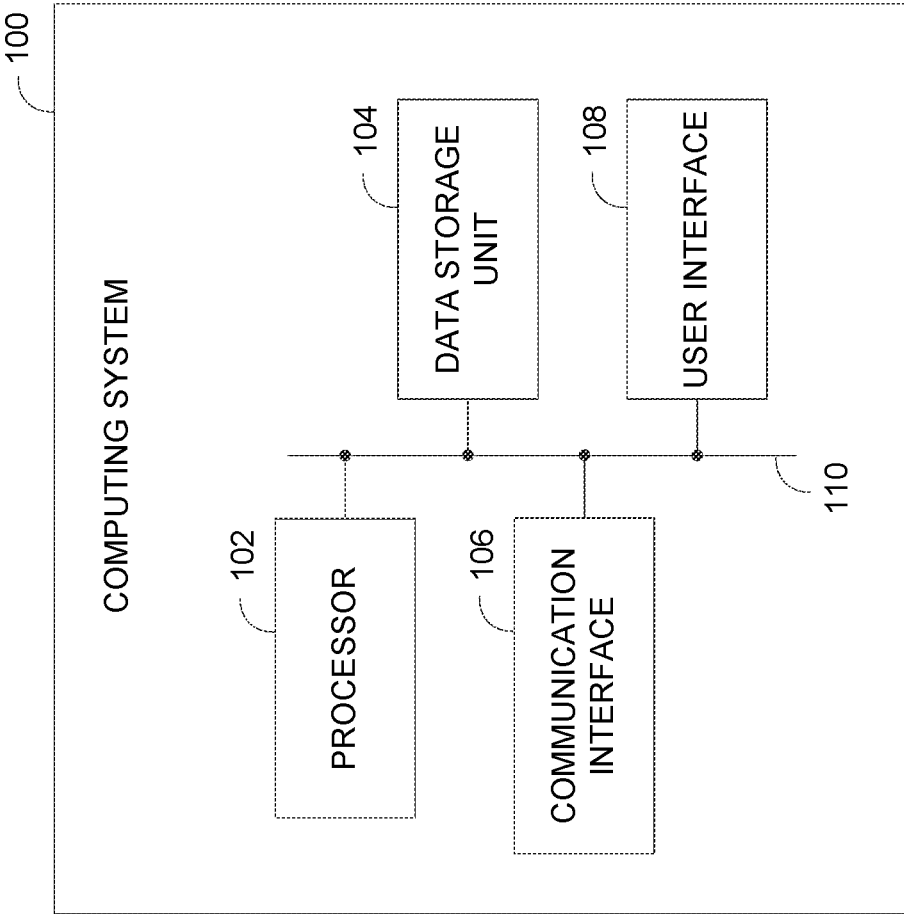 COMPUTING SYSTEM
100
PROCESSOR
102
DATA STORAGE
UNIT
104
COMMUNICATION
INTERFACE
106
USER INTERFACE
108
110